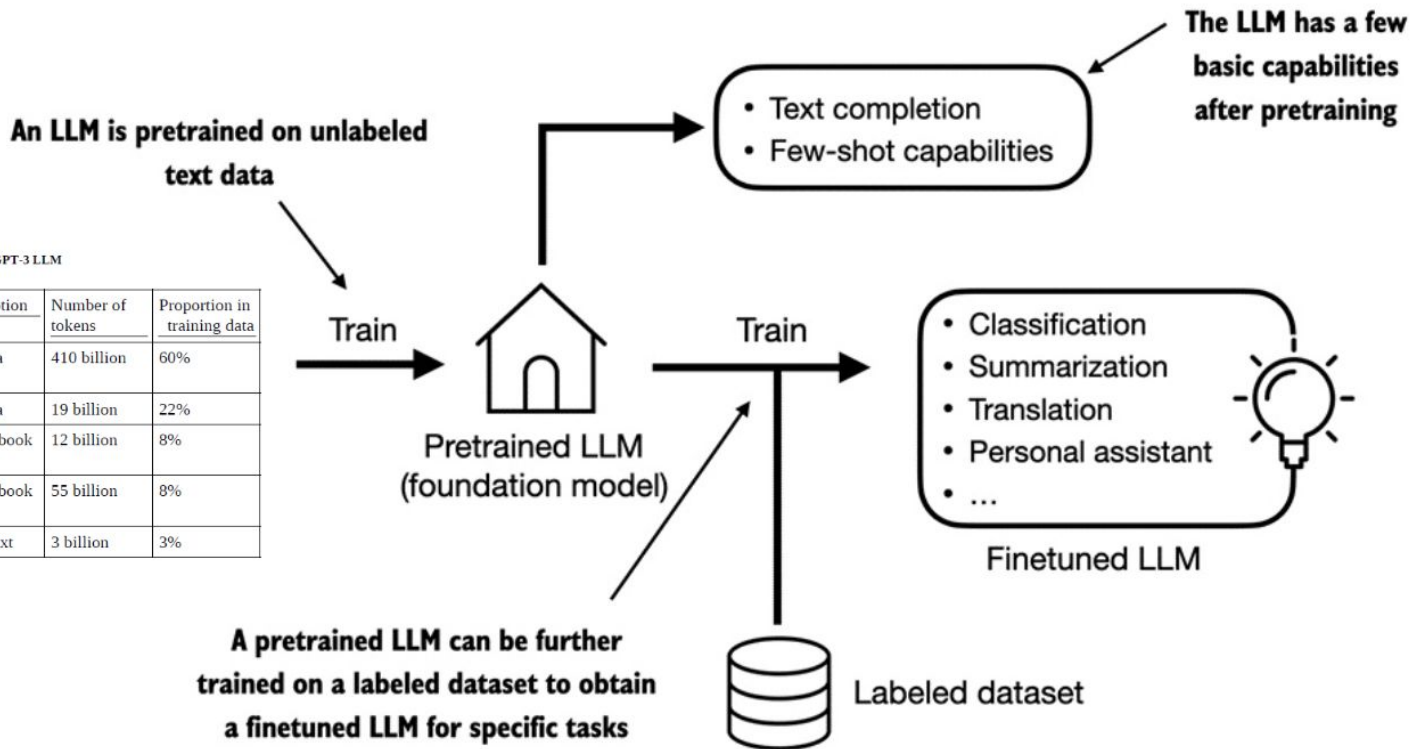 The LLM has a few
basic capabilities
after pretraining
• Text completion
• Few-shot capabilities
An LLM is pretrained on unlabeled
text data
GPT-3 LLM
Number of
tokens
Proportion in
training data
410 billion 60%
19 billion 22%
book 12 billion 8%
book 55 billion 8%
3 billion 3%
Train
Pretrained LLM
(foundation model)
Train
• Classification
• Summarization
• Translation
• Personal assistant
• ...
Finetuned LLM
A pretrained LLM can be further
trained on a labeled dataset to obtain
a finetuned LLM for specific tasks
Labeled dataset